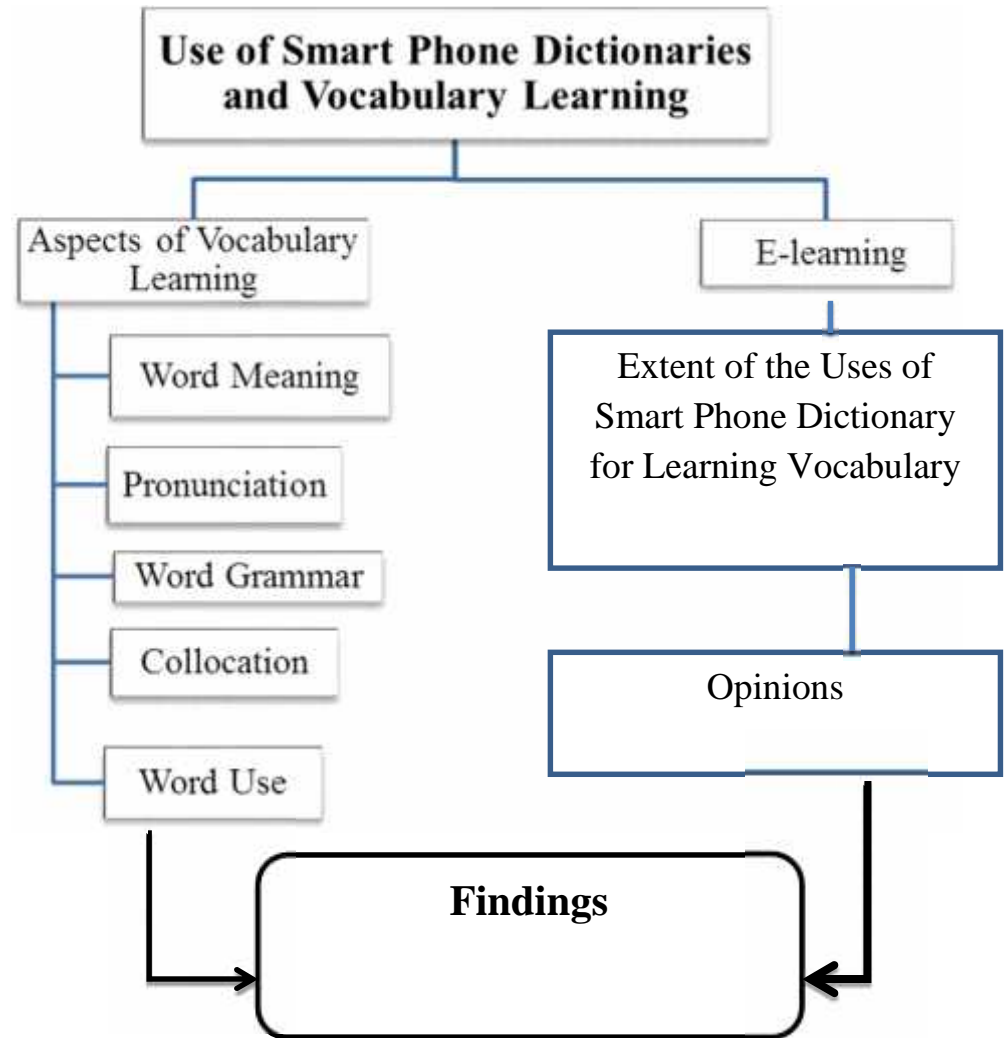 Use of Smart Phone Dictionaries
and Vocabulary Learning
Aspects of Vocabulary
Learning
Word Meaning
Pronunciation
Word Grammar
Collocation
Word Use
E-learning
Extent of the Uses of
Smart Phone Dictionary
for Learning Vocabulary
Opinions
Findings